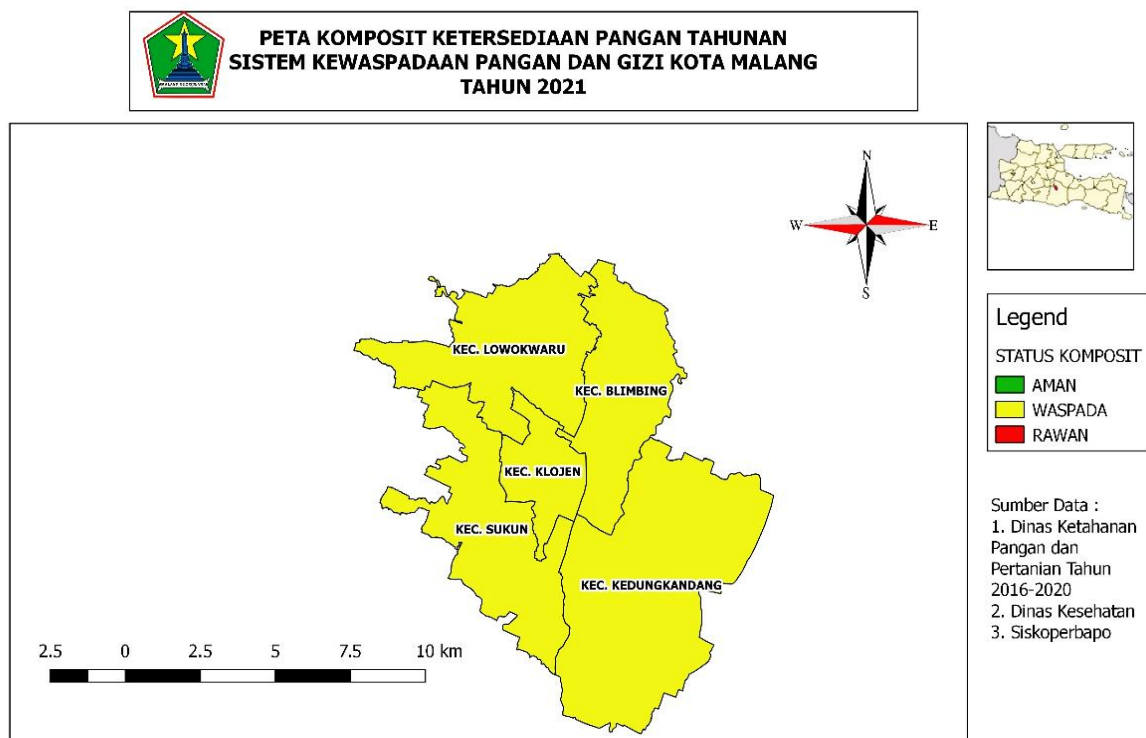 PETA KOMPOSIT KETERSEDIAAN PANGAN TAHUNAN
SISTEM KEWASPADAAN PANGAN DAN GIZI KOTA MALANG
TAHUN 2021
N
W
E
S
KEC. LOWOKWARU
KEC. BLIMBING
KEC. KLOJEN
KEC. SUKUN
KEC. KEDUNGKANDANG
2.5 0 2.5 5 7.5 10 km
Legend
STATUS KOMPOSIT
AMAN
WASPADA
RAWAN
Sumber Data :
1. Dinas Ketahanan
Pangan dan
Pertanian Tahun
2016-2020
2. Dinas Kesehatan
3. Siskoperbapo